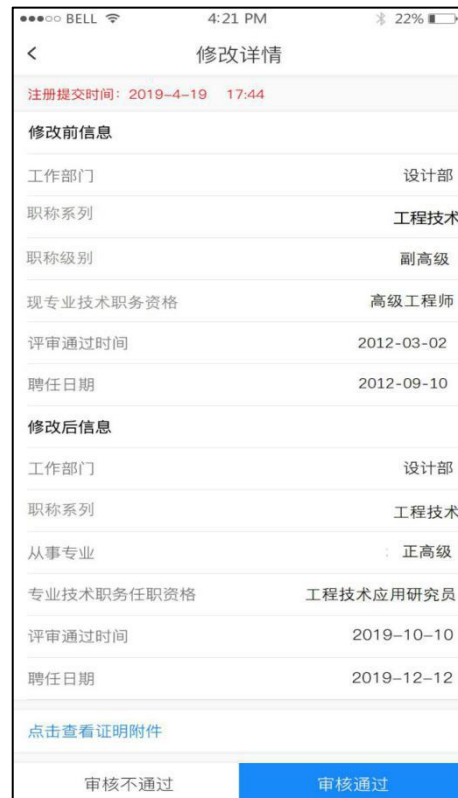 BELL 4:21 PM 22%
< 修改详情
注册提交时间：2019-4-19 17:44
修改前信息
工作部门 设计部
职称系列 工程技术
职称级别 副高级
现专业技术职务资格 高级工程师
评审通过时间 2012-03-02
聘任日期 2012-09-10
修改后信息
工作部门 设计部
职称系列 工程技术
从事专业 : 正高级
专业技术职务任职资格 工程技术应用研究员
评审通过时间 2019-10-10
聘任日期 2019-12-12
点击查看证明附件
审核不通过 审核通过